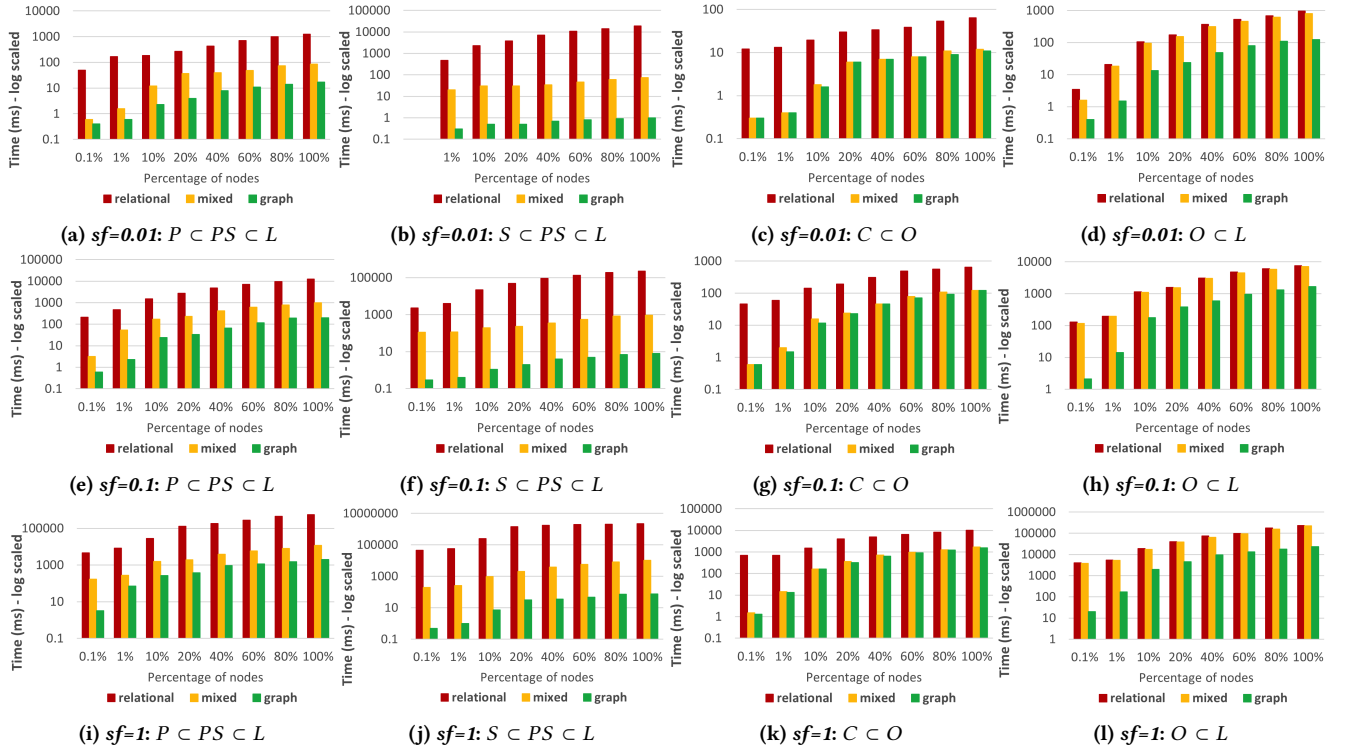 Time (ms) - log scaled
10000
1000
100
10
1
0.1
0.1% 1% 10% 20% 40% 60% 80% 100%
Percentage of nodes
relational mixed graph
(a) sf=0.01: P ⊂ PS ⊂ L
Time (ms) - log scaled
100000
10000
1000
100
10
1
0.1
1% 10% 20% 40% 60% 80% 100%
Percentage of nodes
relational mixed graph
(b) sf=0.01: S ⊂ PS ⊂ L
Time (ms) - log scaled
100
10
1
0.1
0.1% 1% 10% 20% 40% 60% 80% 100%
Percentage of nodes
relational mixed graph
(c) sf=0.01: C ⊂ O
Time (ms) - log scaled
1000
100
10
1
0.1
0.1% 1% 10% 20% 40% 60% 80% 100%
Percentage of nodes
relational mixed graph
(d) sf=0.01: O ⊂ L
Time (ms) - log scaled
100000
10000
1000
100
10
1
0.1
0.1% 1% 10% 20% 40% 60% 80% 100%
Percentage of nodes
relational mixed graph
(e) sf=0.1: P ⊂ PS ⊂ L
Time (ms) - log scaled
100000
1000
10
0.1
0.1% 1% 10% 20% 40% 60% 80% 100%
Percentage of nodes
relational mixed graph
(f) sf=0.1: S ⊂ PS ⊂ L
Time (ms) - log scaled
1000
100
10
1
0.1
0.1% 1% 10% 20% 40% 60% 80% 100%
Percentage of nodes
relational mixed graph
(g) sf=0.1: C ⊂ O
Time (ms) - log scaled
10000
1000
100
10
1
0.1% 1% 10% 20% 40% 60% 80% 100%
Percentage of nodes
relational mixed graph
(h) sf=0.1: O ⊂ L
Time (ms) - log scaled
100000
1000
10
0.1
0.1% 1% 10% 20% 40% 60% 80% 100%
Percentage of nodes
relational mixed graph
(i) sf=1: P ⊂ PS ⊂ L
Time (ms) - log scaled
10000000
100000
1000
10
0.1
0.1% 1% 10% 20% 40% 60% 80% 100%
Percentage of nodes
relational mixed graph
(j) sf=1: S ⊂ PS ⊂ L
Time (ms) - log scaled
100000
10000
1000
100
10
1
0.1
0.1% 1% 10% 20% 40% 60% 80% 100%
Percentage of nodes
relational mixed graph
(k) sf=1: C ⊂ O
Time (ms) - log scaled
1000000
100000
10000
1000
100
10
1
0.1% 1% 10% 20% 40% 60% 80% 100%
Percentage of nodes
relational mixed graph
(l) sf=1: O ⊂ L